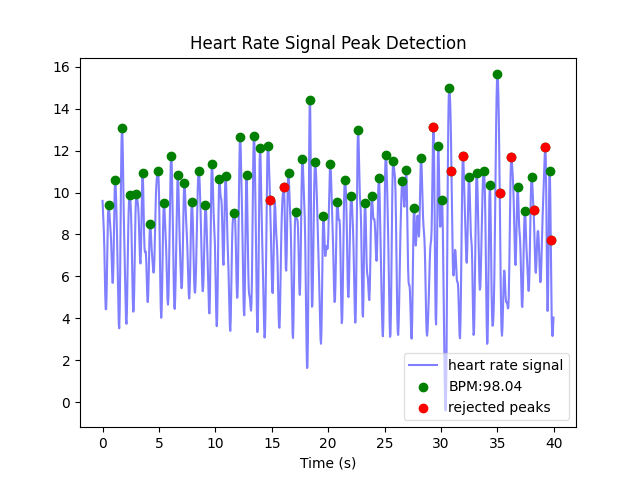 Heart Rate Signal Peak Detection
16
14
12
10
8
6
4
2
0
heart rate signal
BPM:98.04
rejected peaks
0 5 10 15 20 25 30 35 40
Time (s)